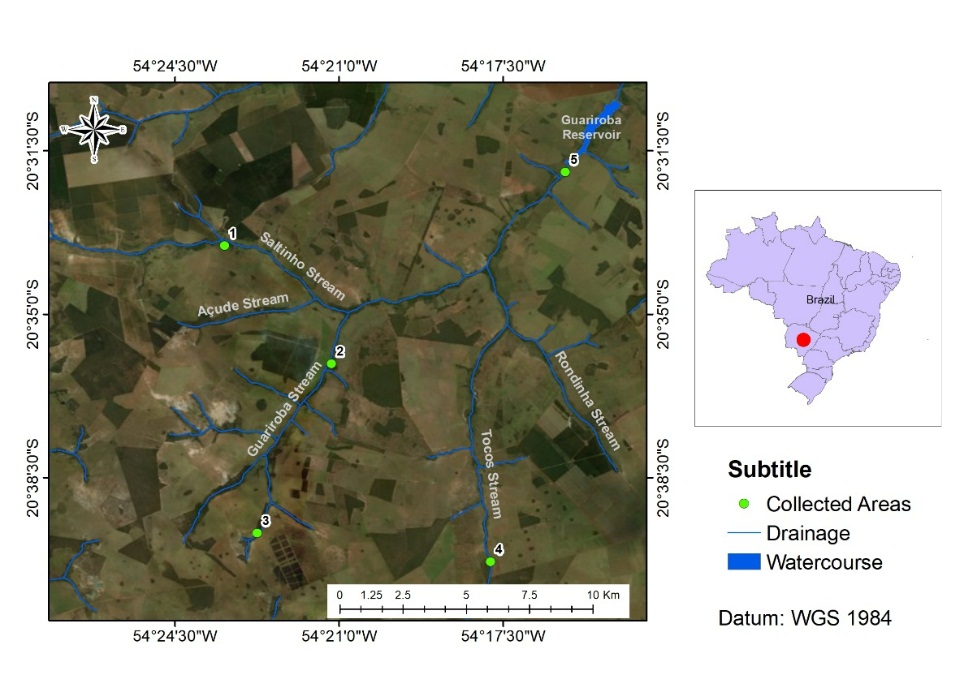 54°24'30"W
54°21'0"W
54°17'30"W
20°31'30"S
20°35'0"S
20°38'30"S
N
W
E
S
Guariroba
Reservoir
5
1
Saltinho Stream
Açude Stream
2
Guariroba Stream
Rondinha Stream
Tocos Stream
3
4
0 1.25 2.5 5 7.5 10 Km
54°24'30"W
54°21'0"W
54°17'30"W
20°31'30"S
20°35'0"S
20°38'30"S
Brazil
Subtitle
Collected Areas
Drainage
Watercourse
Datum: WGS 1984